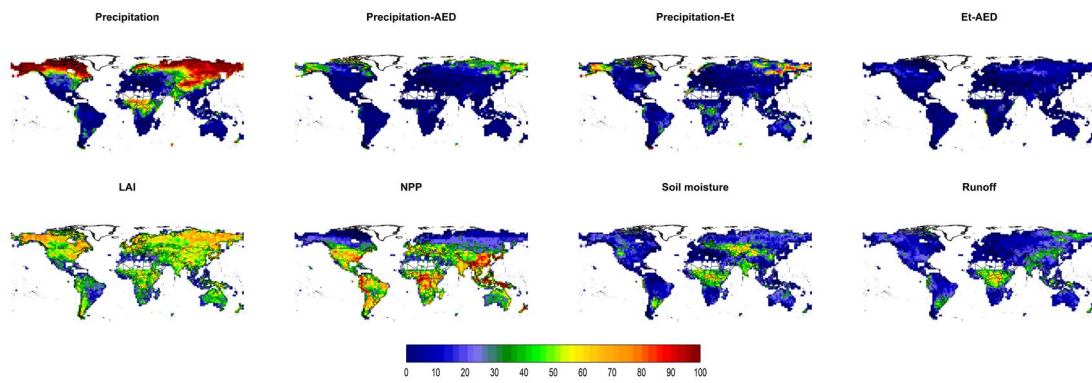 Precipitation Precipitation-AED Precipitation-Et Et-AED
LAI NPP Soil moisture Runoff
0 10 20 30 40 50 60 70 80 90 100